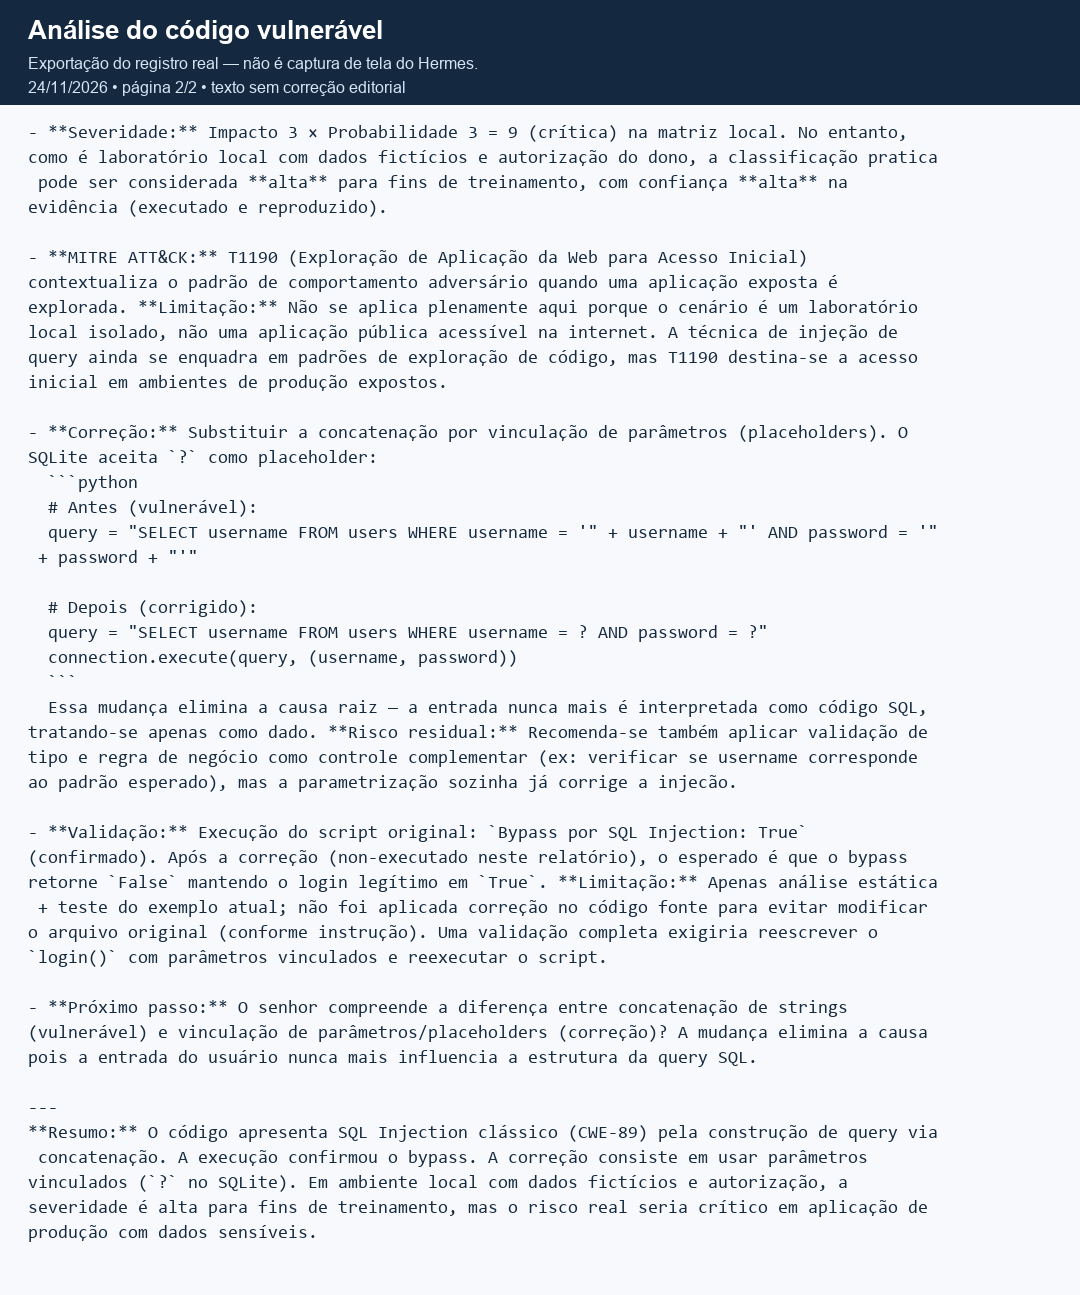 Análise do código vulnerável
Exportação do registro real — não é captura de tela do Hermes.
24/11/2026 • página 2/2 • texto sem correção editorial
- **Severidade:** Impacto 3 × Probabilidade 3 = 9 (crítica) na matriz local. No entanto,
como é laboratório local com dados fictícios e autorização do dono, a classificação pratica
pode ser considerada **alta** para fins de treinamento, com confiança **alta** na
evidência (executado e reproduzido).
- **MITRE ATT&CK:** T1190 (Exploração de Aplicação da Web para Acesso Inicial)
contextualiza o padrão de comportamento adversário quando uma aplicação exposta é
explorada. **Limitação:** Não se aplica plenamente aqui porque o cenário é um laboratório
local isolado, não uma aplicação pública acessível na internet. A técnica de injeção de
query ainda se enquadra em padrões de exploração de código, mas T1190 destina-se a acesso
inicial em ambientes de produção expostos.
- **Correção:** Substituir a concatenação por vinculação de parâmetros (placeholders). O
SQLite aceita `?` como placeholder:
```python
# Antes (vulnerável):
query = "SELECT username FROM users WHERE username = '" + username + "' AND password = '"
+ password + "'"
# Depois (corrigido):
query = "SELECT username FROM users WHERE username = ? AND password = ?"
connection.execute(query, (username, password))
```
Essa mudança elimina a causa raiz — a entrada nunca mais é interpretada como código SQL,
tratando-se apenas como dado. **Risco residual:** Recomenda-se também aplicar validação de
tipo e regra de negócio como controle complementar (ex: verificar se username corresponde
ao padrão esperado), mas a parametrização sozinha já corrige a injecão.
- **Validação:** Execução do script original: `Bypass por SQL Injection: True`
(confirmado). Após a correção (non-executado neste relatório), o esperado é que o bypass
retorne `False` mantendo o login legítimo em `True`. **Limitação:** Apenas análise estática
+ teste do exemplo atual; não foi aplicada correção no código fonte para evitar modificar
o arquivo original (conforme instrução). Uma validação completa exigiria reescrever o
`login()` com parâmetros vinculados e reexecutar o script.
- **Próximo passo:** O senhor compreende a diferença entre concatenação de strings
(vulnerável) e vinculação de parâmetros/placeholders (correção)? A mudança elimina a causa
pois a entrada do usuário nunca mais influencia a estrutura da query SQL.
---
**Resumo:** O código apresenta SQL Injection clássico (CWE-89) pela construção de query via
concatenação. A execução confirmou o bypass. A correção consiste em usar parâmetros
vinculados (`?` no SQLite). Em ambiente local com dados fictícios e autorização, a
severidade é alta para fins de treinamento, mas o risco real seria crítico em aplicação de
produção com dados sensíveis.